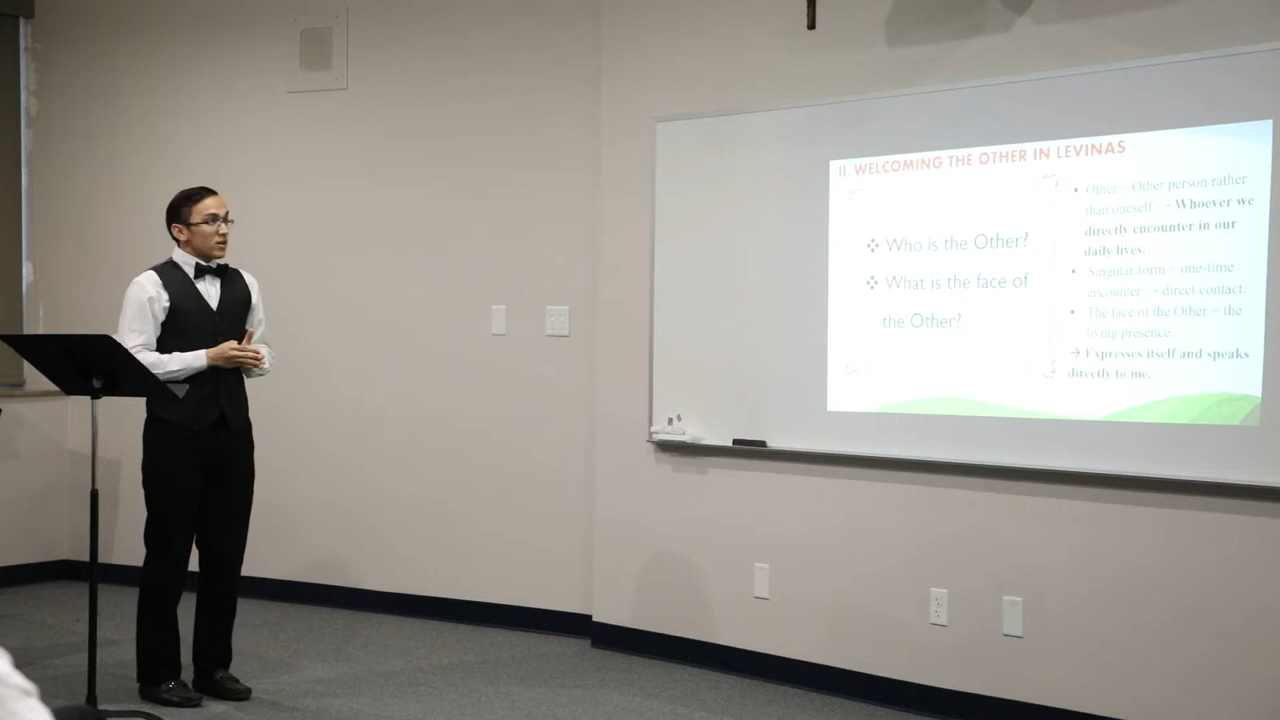 II. WELCOMING THE OTHER IN LEVINAS
❖ Who is the Other?
❖ What is the face of
the Other?
▪ Other = Other person rather
than oneself → Whoever we
directly encounter in our
daily lives.
▪ Singular form = one-time
encounter → direct contact.
▪ The face of the Other = the
living presence.
→ Expresses itself and speaks
directly to me.